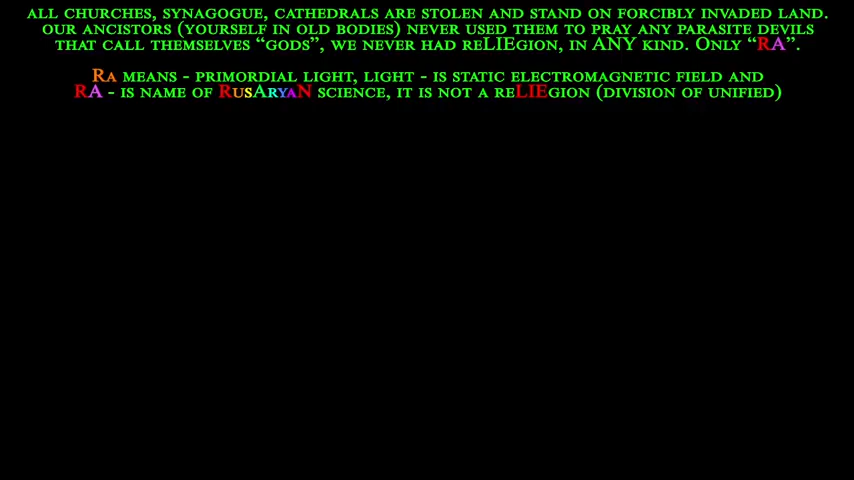 ALL CHURCHES, SYNAGOGUE, CATHEDRALS ARE STOLEN AND STAND ON FORCIBLY INVADED LAND.
OUR ANCISTORS (YOURSELF IN OLD BODIES) NEVER USED THEM TO PRAY ANY PARASITE DEVILS
THAT CALL THEMSELVES “GODS”, WE NEVER HAD RELIEGION, IN ANY KIND. ONLY “RA”.
RA MEANS - PRIMORDIAL LIGHT, LIGHT - IS STATIC ELECTROMAGNETIC FIELD AND
RA - IS NAME OF RUSARYAN SCIENCE, IT IS NOT A RELIEGION (DIVISION OF UNIFIED)